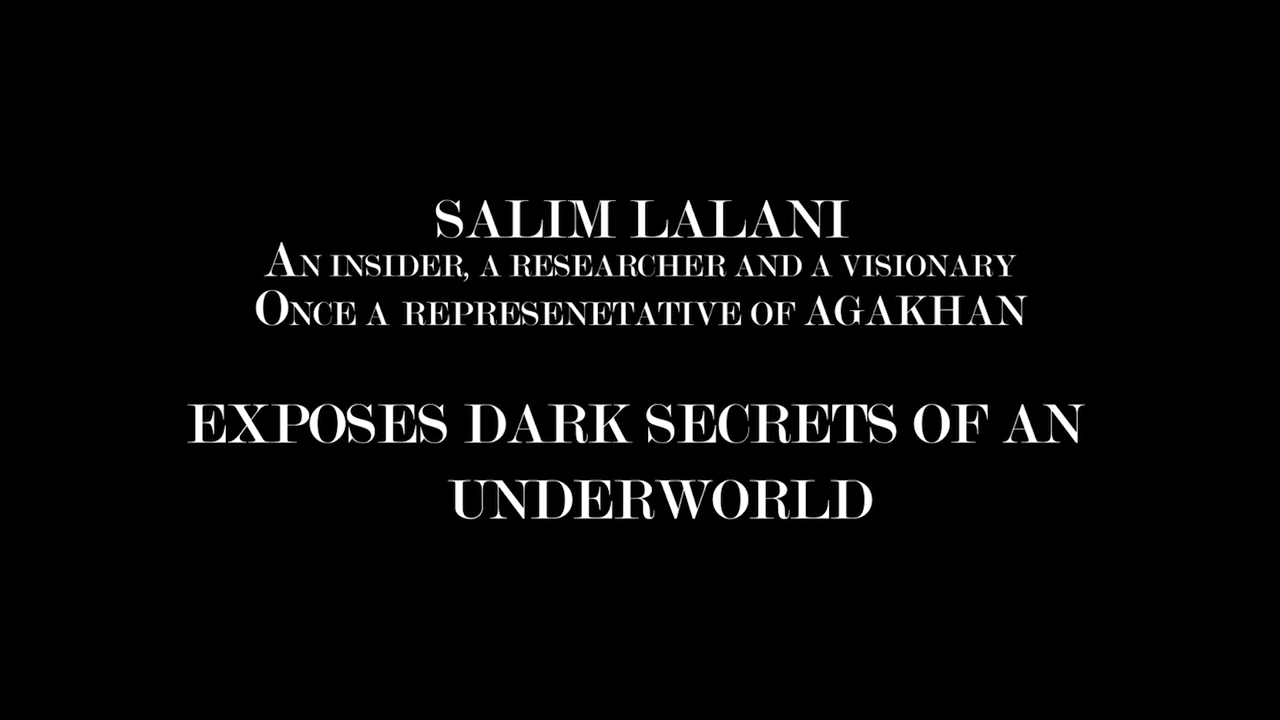 SALIM LALANI
AN INSIDER, A RESEARCHER AND A VISIONARY
ONCE A REPRESENETATIVE OF AGAKHAN
EXPOSES DARK SECRETS OF AN
UNDERWORLD